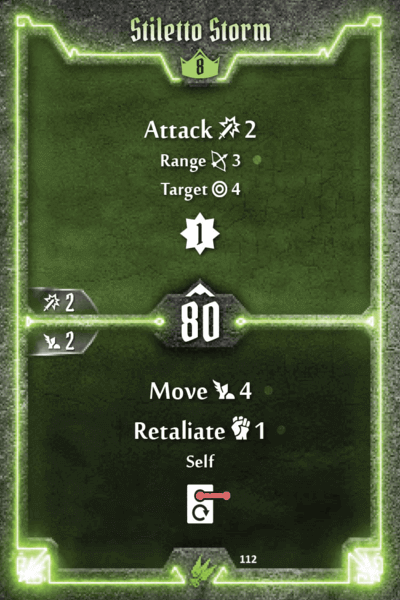 Stiletto Storm
8
Attack 2
Range 3
Target 4
1
2
80
2
Move 4
Retaliate 1
Self
112